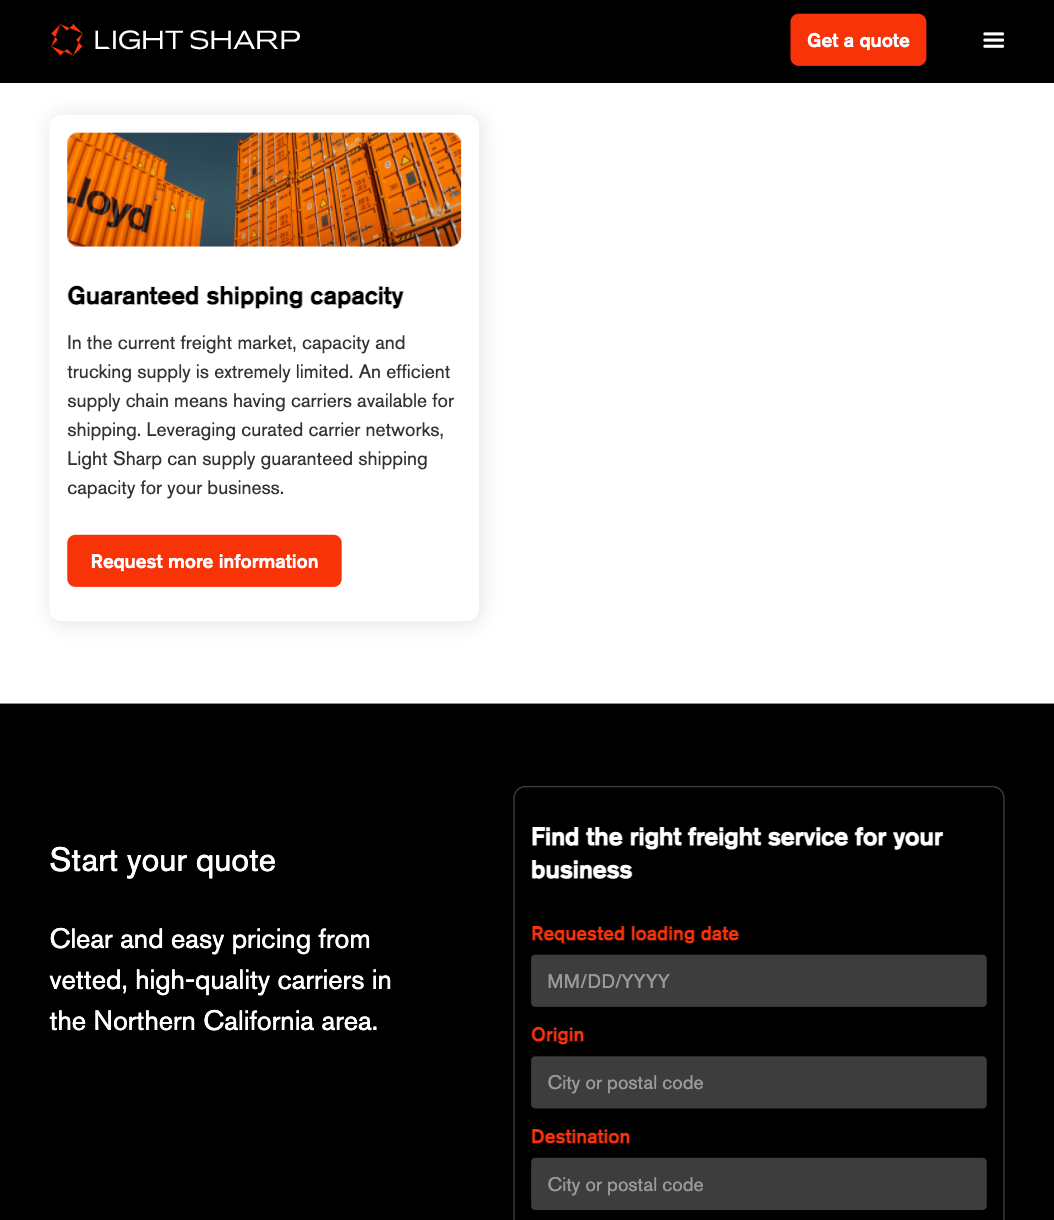 LIGHT SHARP
Get a quote
Lloyd
Guaranteed shipping capacity
In the current freight market, capacity and
trucking supply is extremely limited. An efficient
supply chain means having carriers available for
shipping. Leveraging curated carrier networks,
Light Sharp can supply guaranteed shipping
capacity for your business.
Request more information
Start your quote
Clear and easy pricing from
vetted, high-quality carriers in
the Northern California area.
Find the right freight service for your
business
Requested loading date
MM/DD/YYYY
Origin
City or postal code
Destination
City or postal code